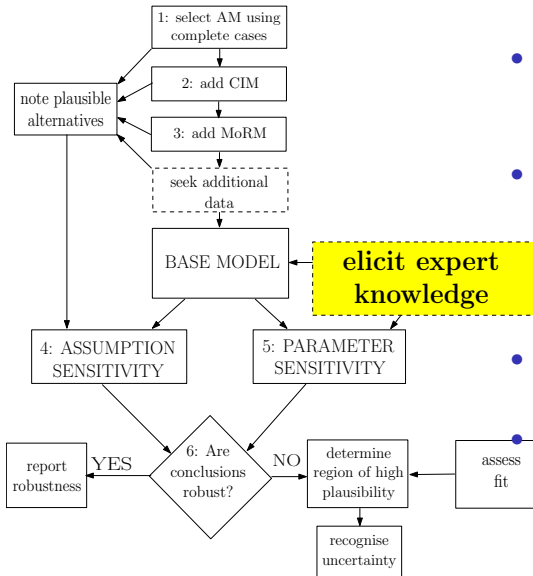 1: select AM using
complete cases
note plausible
alternatives
2: add CIM
3: add MoRM
seek additional
data
BASE MODEL
elicit expert
knowledge
4: ASSUMPTION
SENSITIVITY
5: PARAMETER
SENSITIVITY
6: Are
conclusions
robust?
YES
report
robustness
NO
determine
region of high
plausibility
assess
fit
recognise
uncertainty